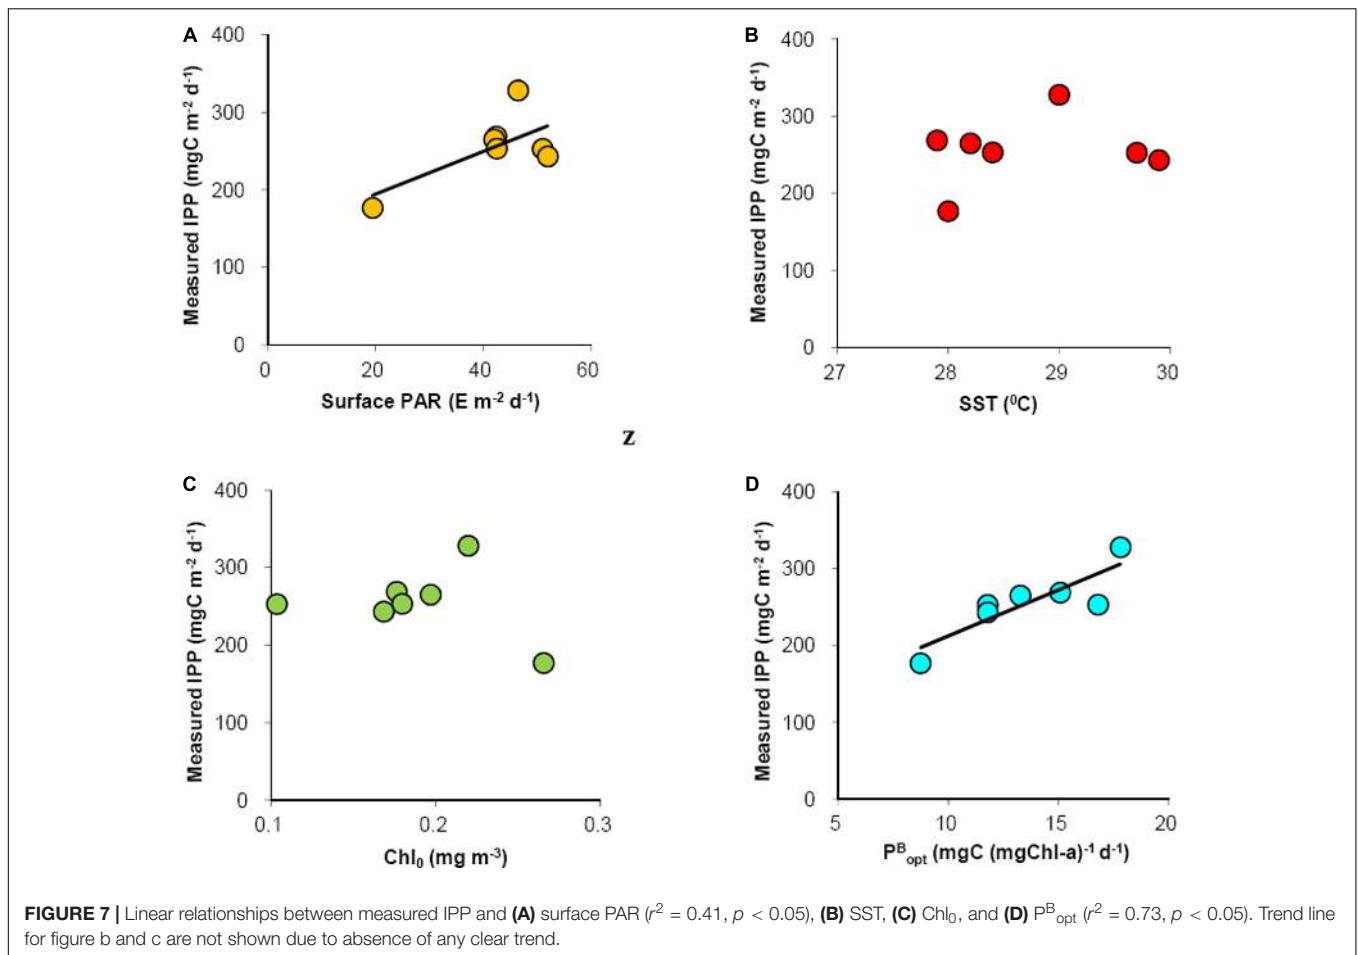 A
400
300
200
100
0
Measured IPP (mgC m⁻² d⁻¹)
0 20 40 60
Surface PAR (E m⁻² d⁻¹)
B
400
300
200
100
0
Measured IPP (mgC m⁻² d⁻¹)
27 28 29 30
SST (⁰C)
z
C
400
300
200
100
0
Measured IPP (mgC m⁻² d⁻¹)
0.1 0.2 0.3
Chl₀ (mg m⁻³)
D
400
300
200
100
0
Measured IPP (mgC m⁻² d⁻¹)
5 10 15 20
Pᴮopt (mgC (mgChl-a)⁻¹ d⁻¹)
FIGURE 7 | Linear relationships between measured IPP and (A) surface PAR (r² = 0.41, p < 0.05), (B) SST, (C) Chl₀, and (D) Pᴮopt (r² = 0.73, p < 0.05). Trend line
for figure b and c are not shown due to absence of any clear trend.